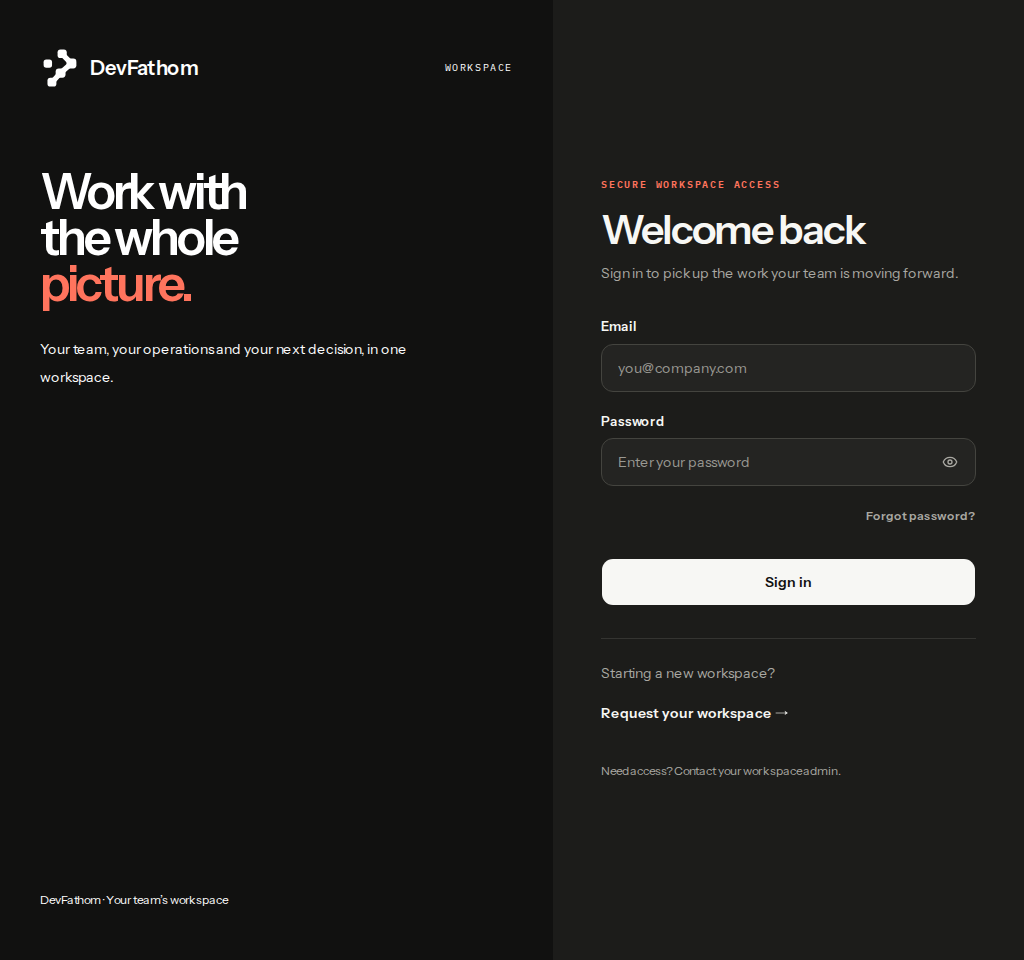 DevFathom
WORKSPACE
Work with
the whole
picture.
Your team, your operations and your next decision, in one
workspace.
DevFathom · Your team's workspace
SECURE WORKSPACE ACCESS
Welcome back
Sign in to pick up the work your team is moving forward.
Email
you@company.com
Password
Enter your password
Forgot password?
Sign in
Starting a new workspace?
Request your workspace →
Need access? Contact your workspace admin.